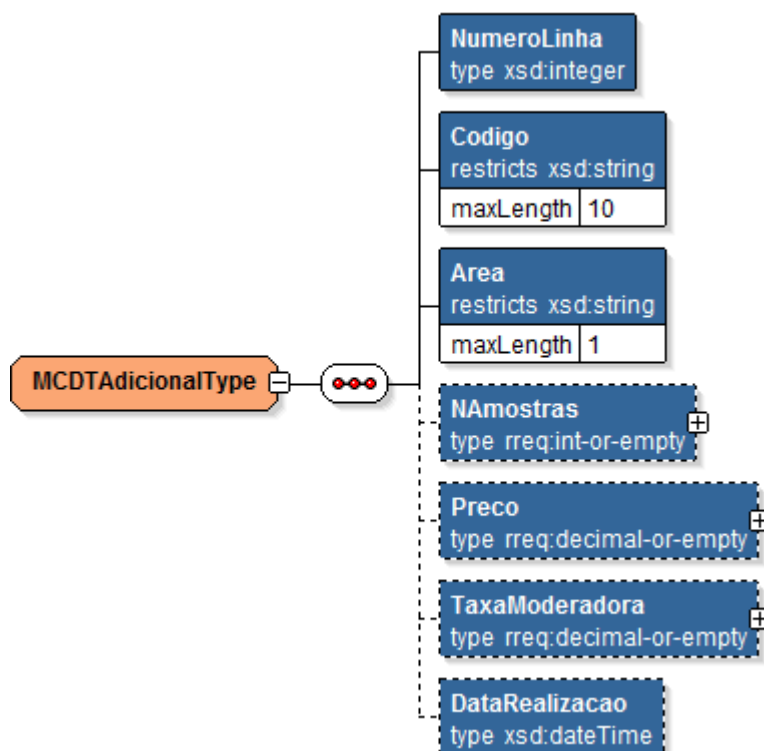 NumeroLinha
type xsd:integer
Codigo
restricts xsd:string
maxLength 10
Area
restricts xsd:string
maxLength 1
MCDTAdicionalType
NAmostras
type rreq:int-or-empty
Preco
type rreq:decimal-or-empty
TaxaModeradora
type rreq:decimal-or-empty
DataRealizacao
type xsd:dateTime